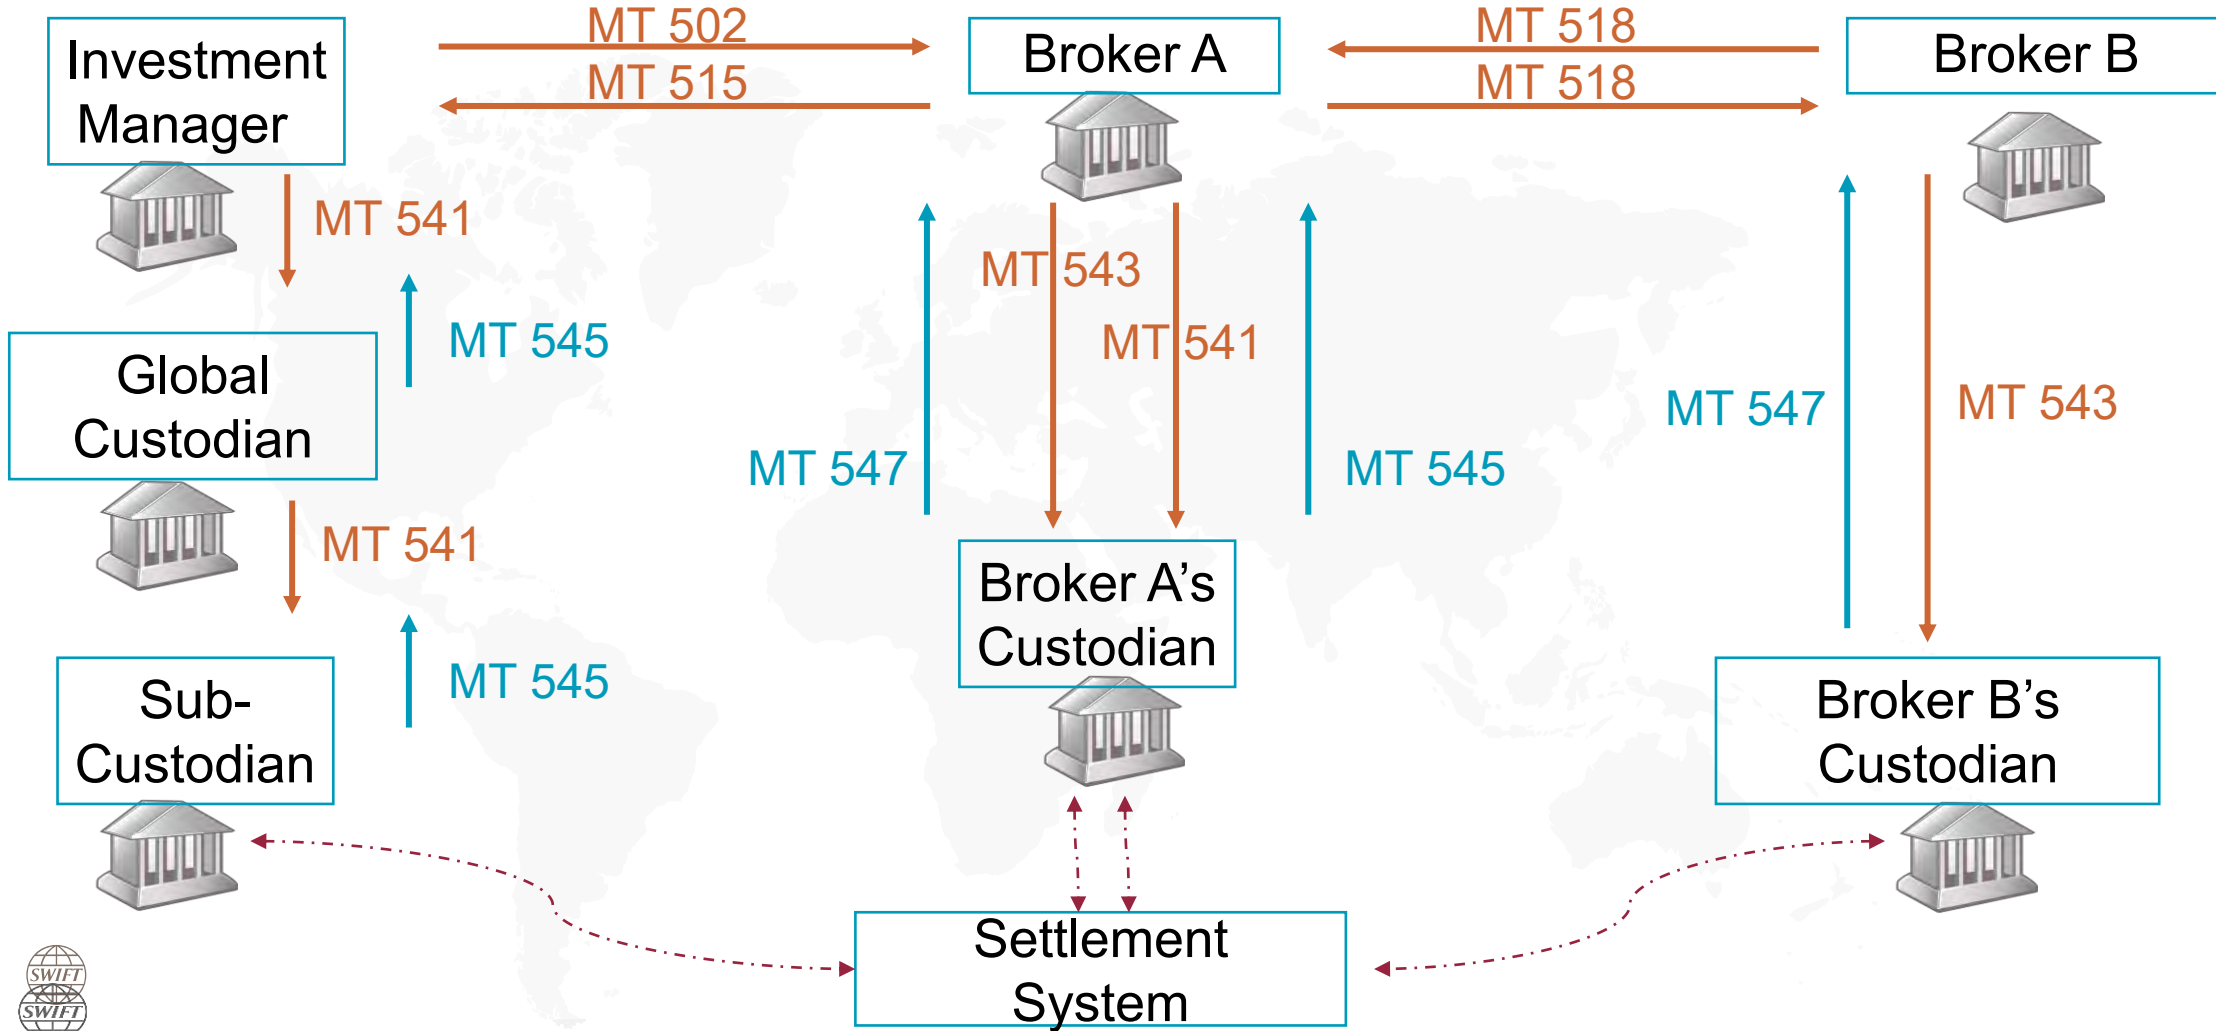 MT 502
MT 518
Investment
Manager
Broker A
Broker B
MT 515
MT 518
MT 541
MT 543
MT 545
MT 541
Global
Custodian
MT 547
MT 543
MT 547
MT 545
MT 541
Broker A's
Custodian
Sub-
Custodian
MT 545
Broker B's
Custodian
Settlement
System
SWIFT
SWIFT